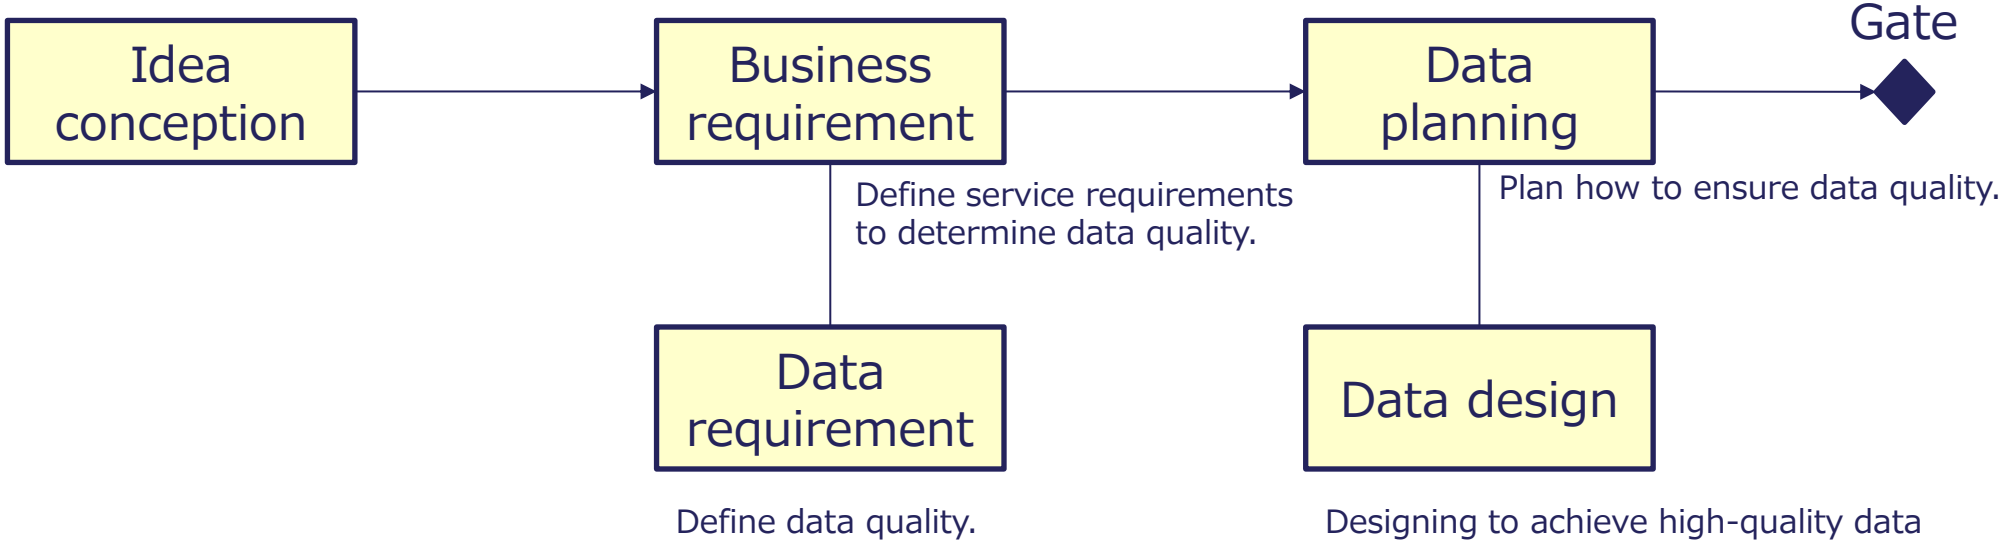 Gate
Idea
conception
Business
requirement
Data
planning
Define service requirements
to determine data quality.
Plan how to ensure data quality.
Data
requirement
Data design
Define data quality.
Designing to achieve high-quality data